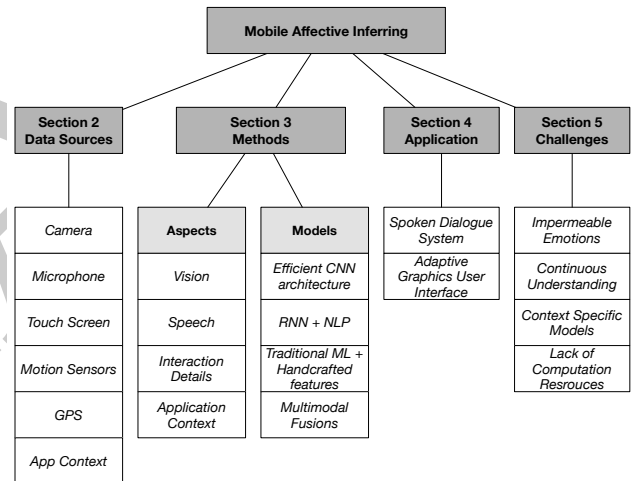 Mobile Affective Inferring
Section 2
Data Sources
Section 3
Methods
Section 4
Application
Section 5
Challenges
Camera
Microphone
Touch Screen
Motion Sensors
GPS
App Context
Aspects
Vision
Speech
Interaction
Details
Application
Context
Models
Efficient CNN
architecture
RNN + NLP
Traditional ML +
Handcrafted
features
Multimodal
Fusions
Spoken Dialogue
System
Adaptive
Graphics User
Interface
Impermeable
Emotions
Continuous
Understanding
Context Specific
Models
Lack of
Computation
Resrouces